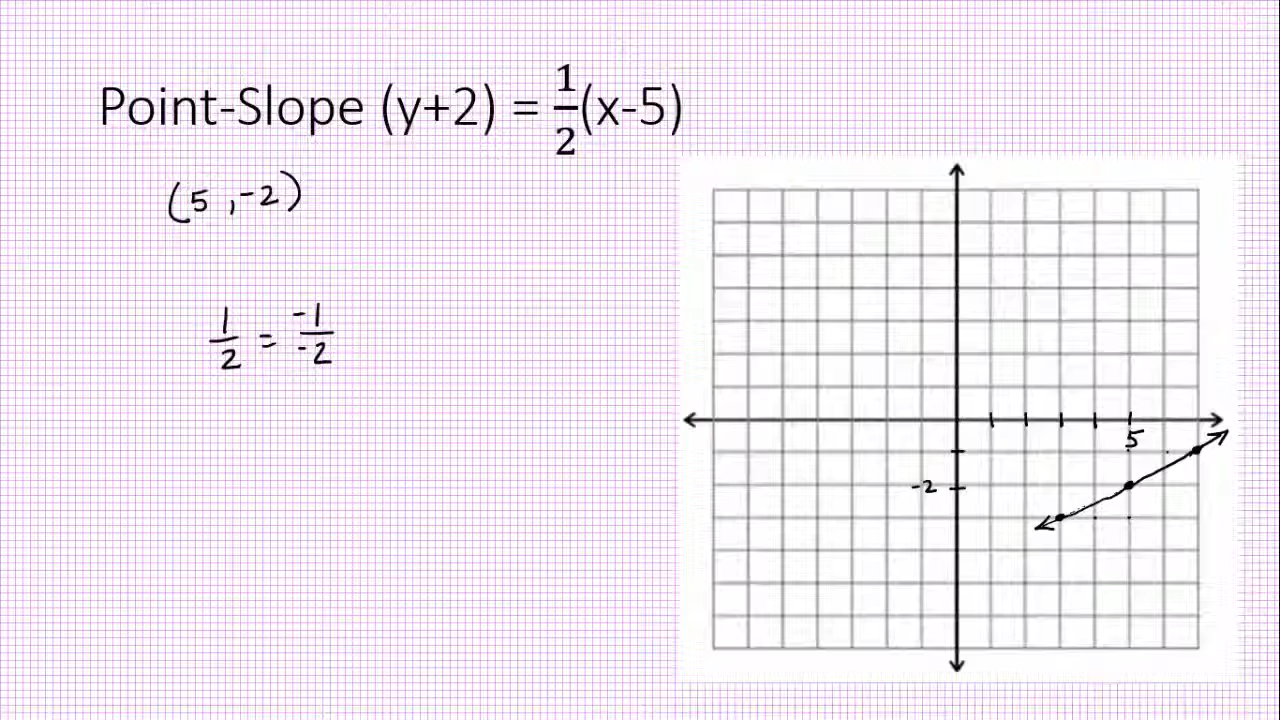 Point-Slope (y+2) = 1/2(x-5)
(5 ,-2)
1/2 = -1/-2
5
-2